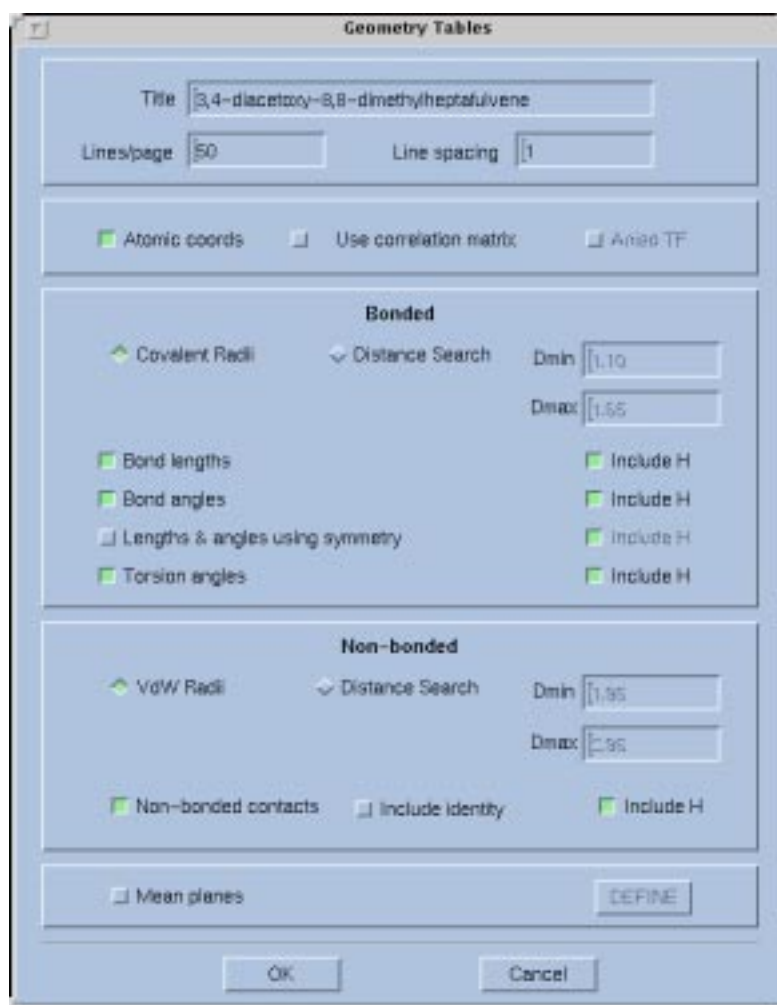 Geometry Tables
Title 3,4-diacetoxy-8,8-dimethylheptafulvene
Lines/page 50 Line spacing 1
Atomic coords Use correlation matrix Aniso TF
Bonded
Covalent Radii Distance Search Dmin 1.10
Dmax 1.65
Bond lengths Include H
Bond angles Include H
Lengths & angles using symmetry Include H
Torsion angles Include H
Non-bonded
VdW Radii Distance Search Dmin 1.95
Dmax
Non-bonded contacts Include identity Include H
Mean planes DEFINE
OK Cancel